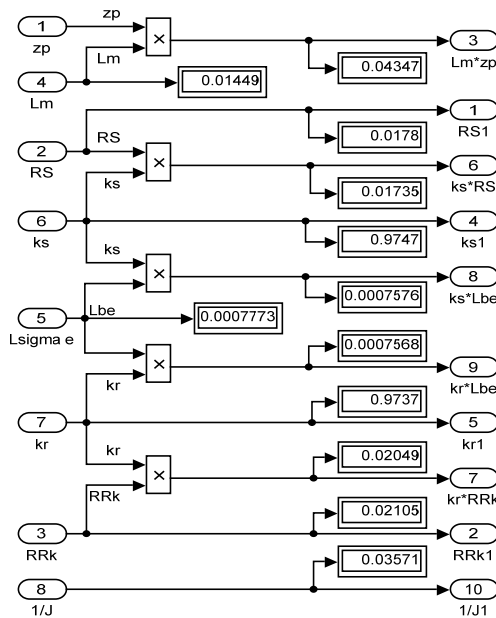 1
zp
zp
Lm
×
3
Lm*zp
0.04347
4
Lm
0.01449
1
RS1
0.0178
2
RS
RS
ks
×
6
ks*RS
0.01735
6
ks
4
ks1
0.9747
ks
Lbe
×
8
ks*Lbe
0.0007576
5
Lsigma e
0.0007773
0.0007568
kr
×
9
kr*Lbe
0.9737
7
kr
5
kr1
kr
RRk
×
0.02049
7
kr*RRk
0.02105
3
RRk
2
RRk1
0.03571
8
1/J
10
1/J1